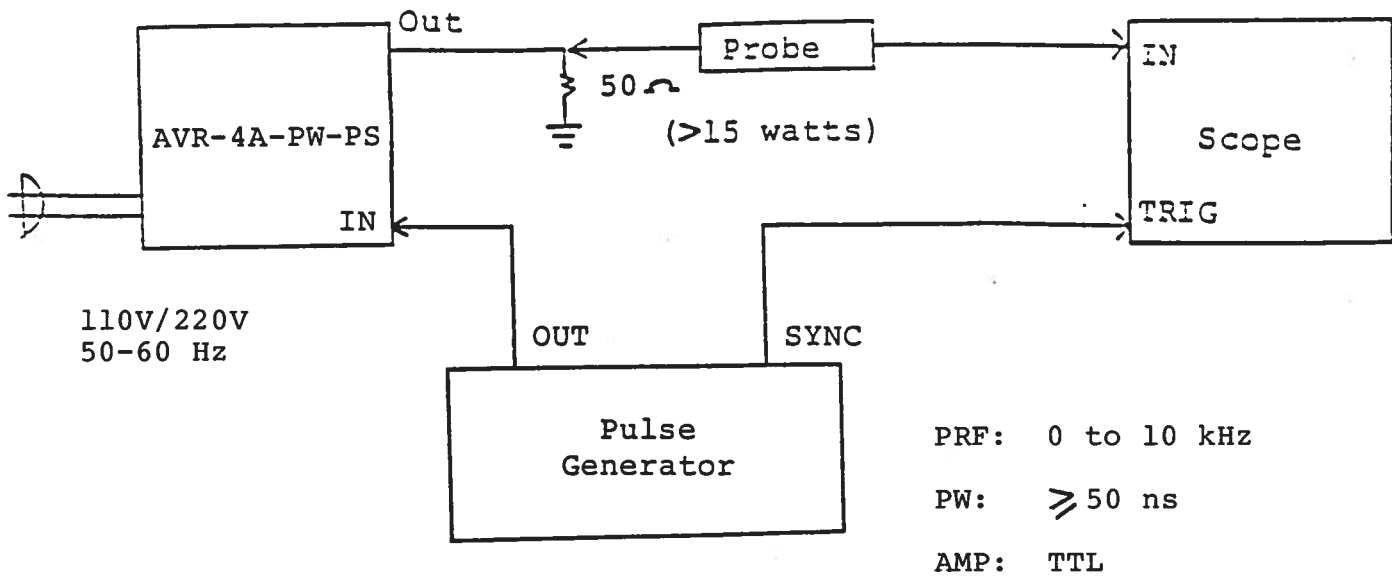 Out
Probe
IN
50Ω
(>15 watts)
AVR-4A-PW-PS
Scope
IN
TRIG
110V/220V
50-60 Hz
OUT
SYNC
Pulse
Generator
PRF: 0 to 10 kHz
PW: ⩾ 50 ns
AMP: TTL